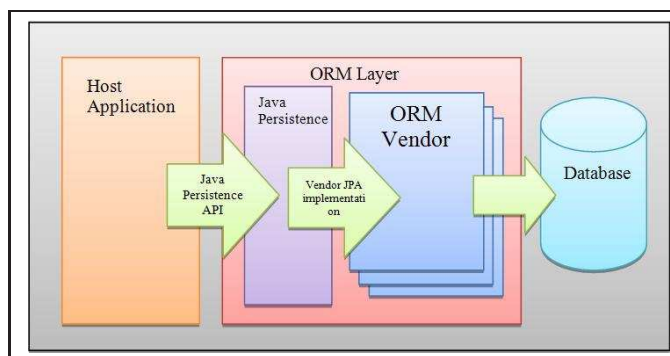 ORM Layer
Host
Application
Java
Persistence
ORM
Vendor
Java
Persistence
API
Vendor JPA
implementati
on
Database